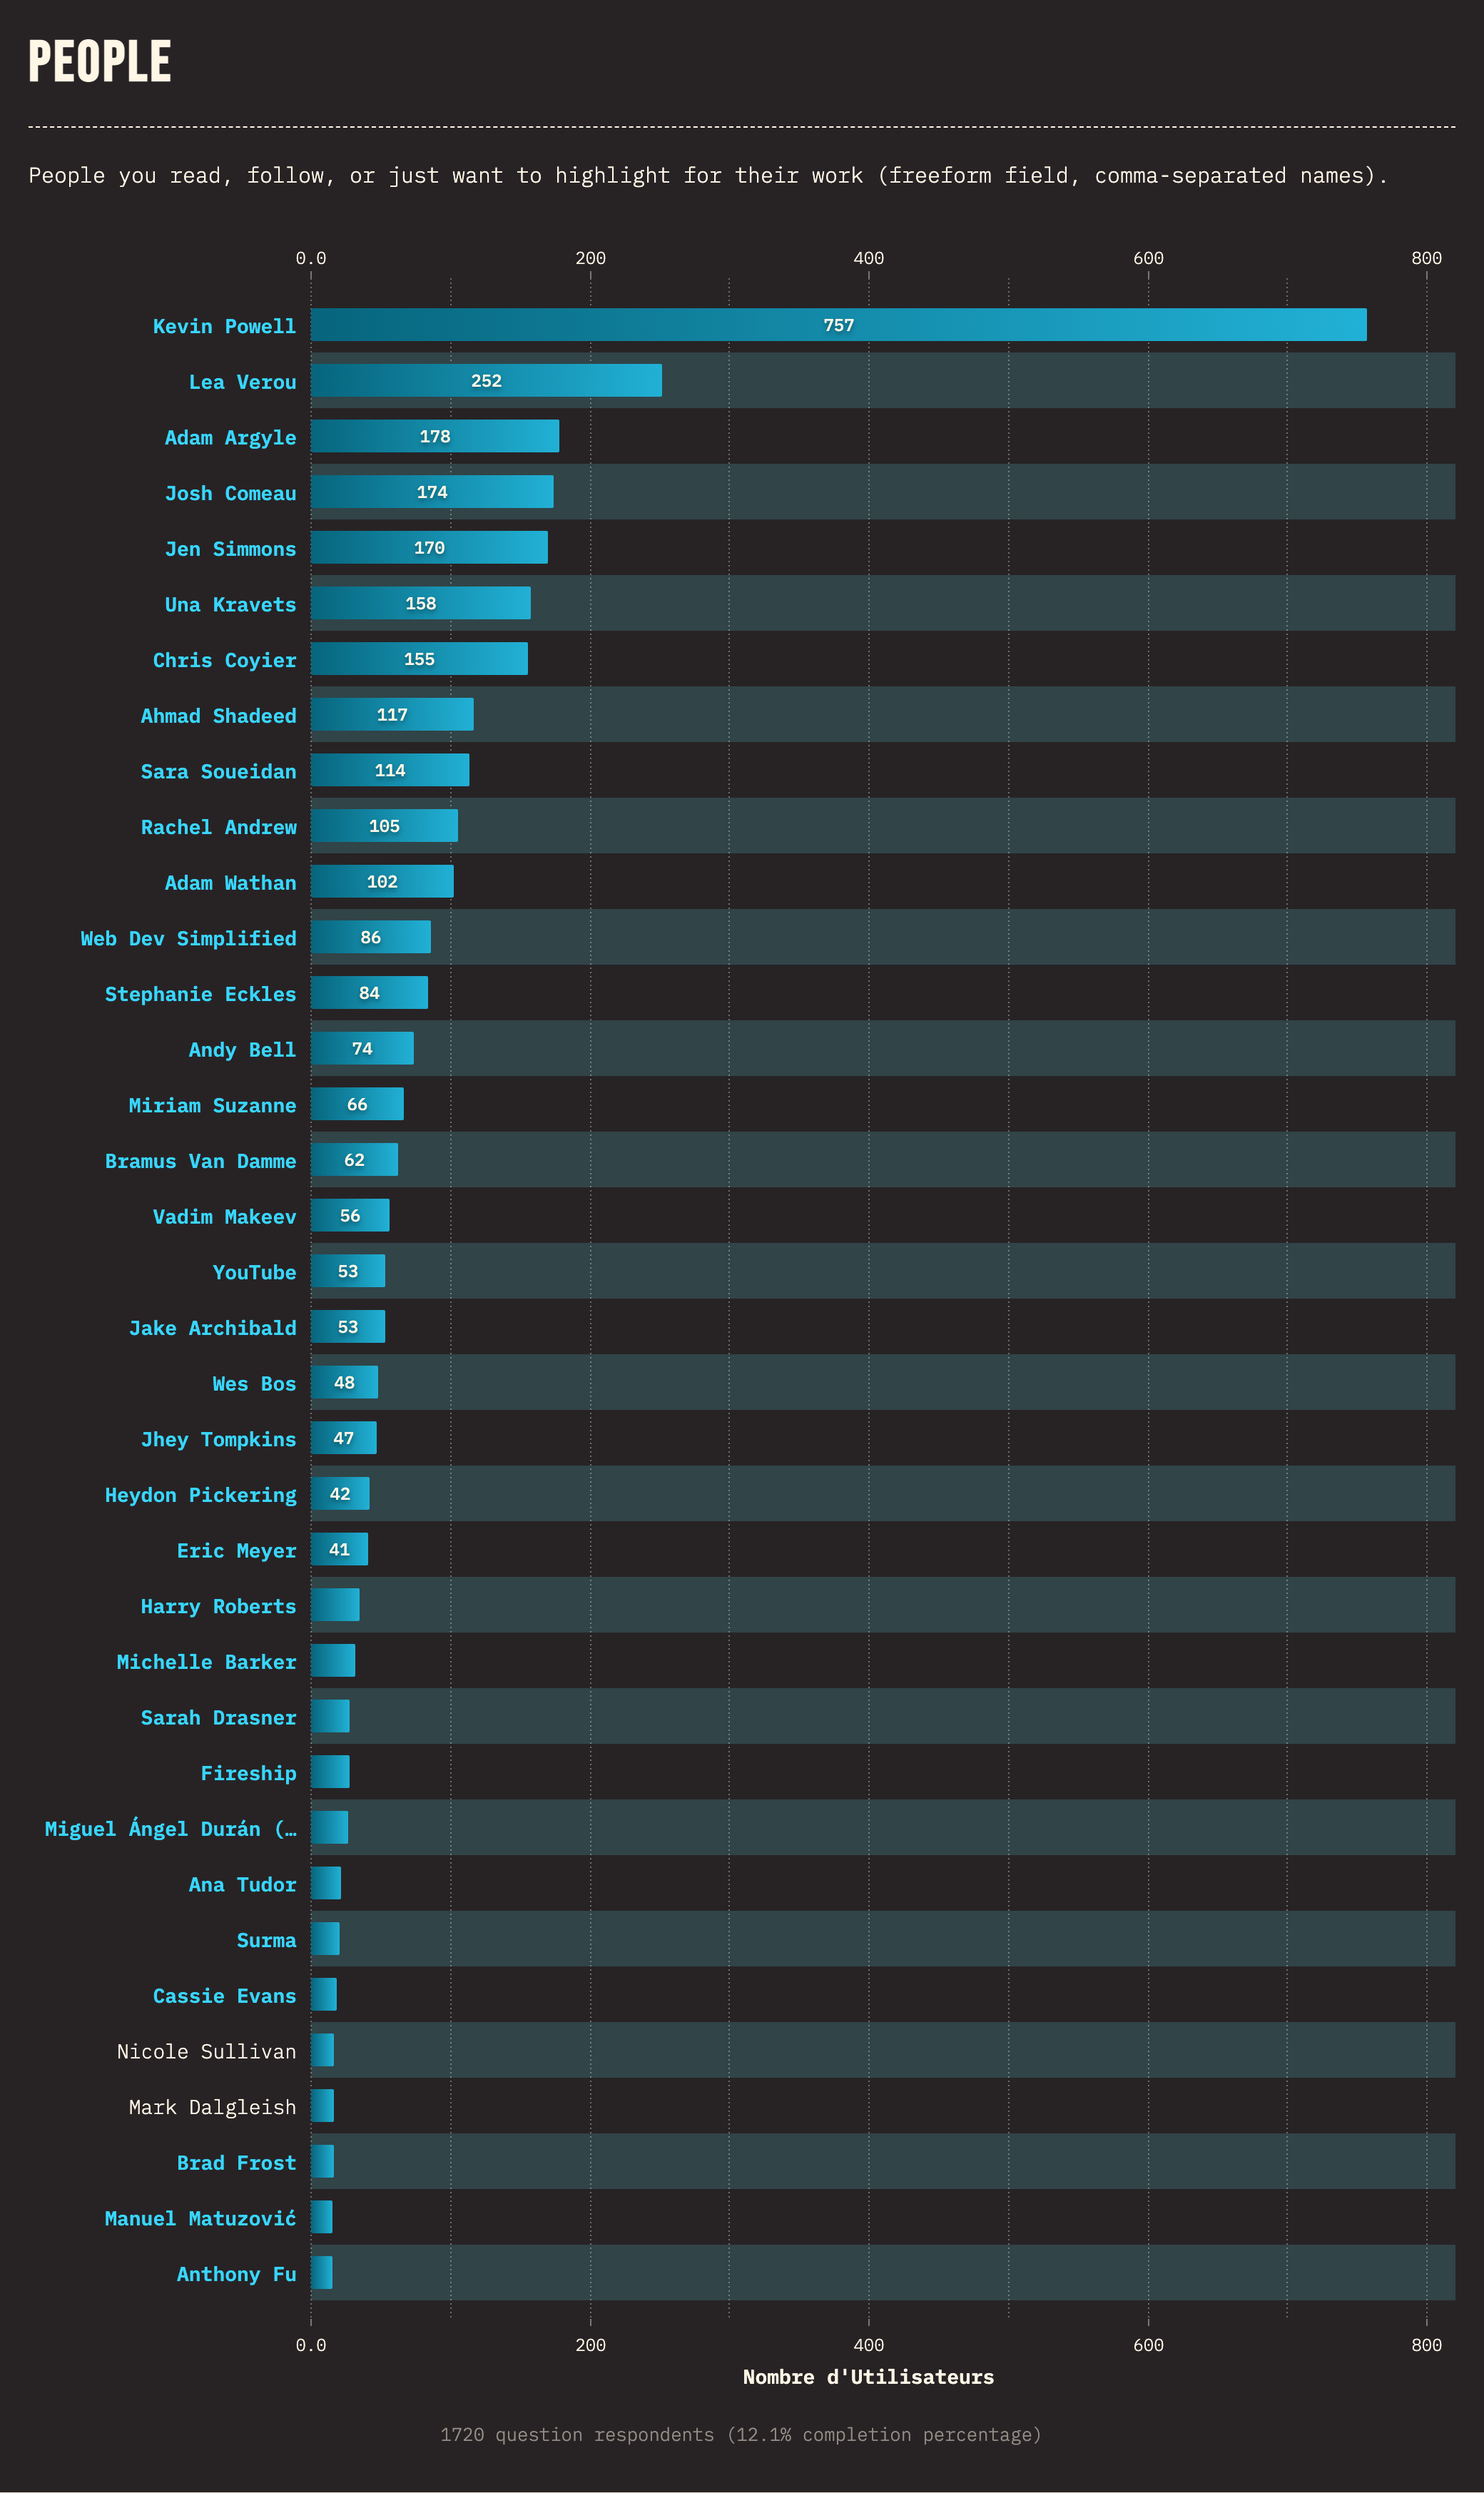 PEOPLE
People you read, follow, or just want to highlight for their work (freeform field, comma-separated names).
0.0 200 400 600 800
Kevin Powell 757
Lea Verou 252
Adam Argyle 178
Josh Comeau 174
Jen Simmons 170
Una Kravets 158
Chris Coyier 155
Ahmad Shadeed 117
Sara Soueidan 114
Rachel Andrew 105
Adam Wathan 102
Web Dev Simplified 86
Stephanie Eckles 84
Andy Bell 74
Miriam Suzanne 66
Bramus Van Damme 62
Vadim Makeev 56
YouTube 53
Jake Archibald 53
Wes Bos 48
Jhey Tompkins 47
Heydon Pickering 42
Eric Meyer 41
Harry Roberts
Michelle Barker
Sarah Drasner
Fireship
Miguel Ángel Durán (…
Ana Tudor
Surma
Cassie Evans
Nicole Sullivan
Mark Dalgleish
Brad Frost
Manuel Matuzović
Anthony Fu
0.0 200 400 600 800
Nombre d'Utilisateurs
1720 question respondents (12.1% completion percentage)